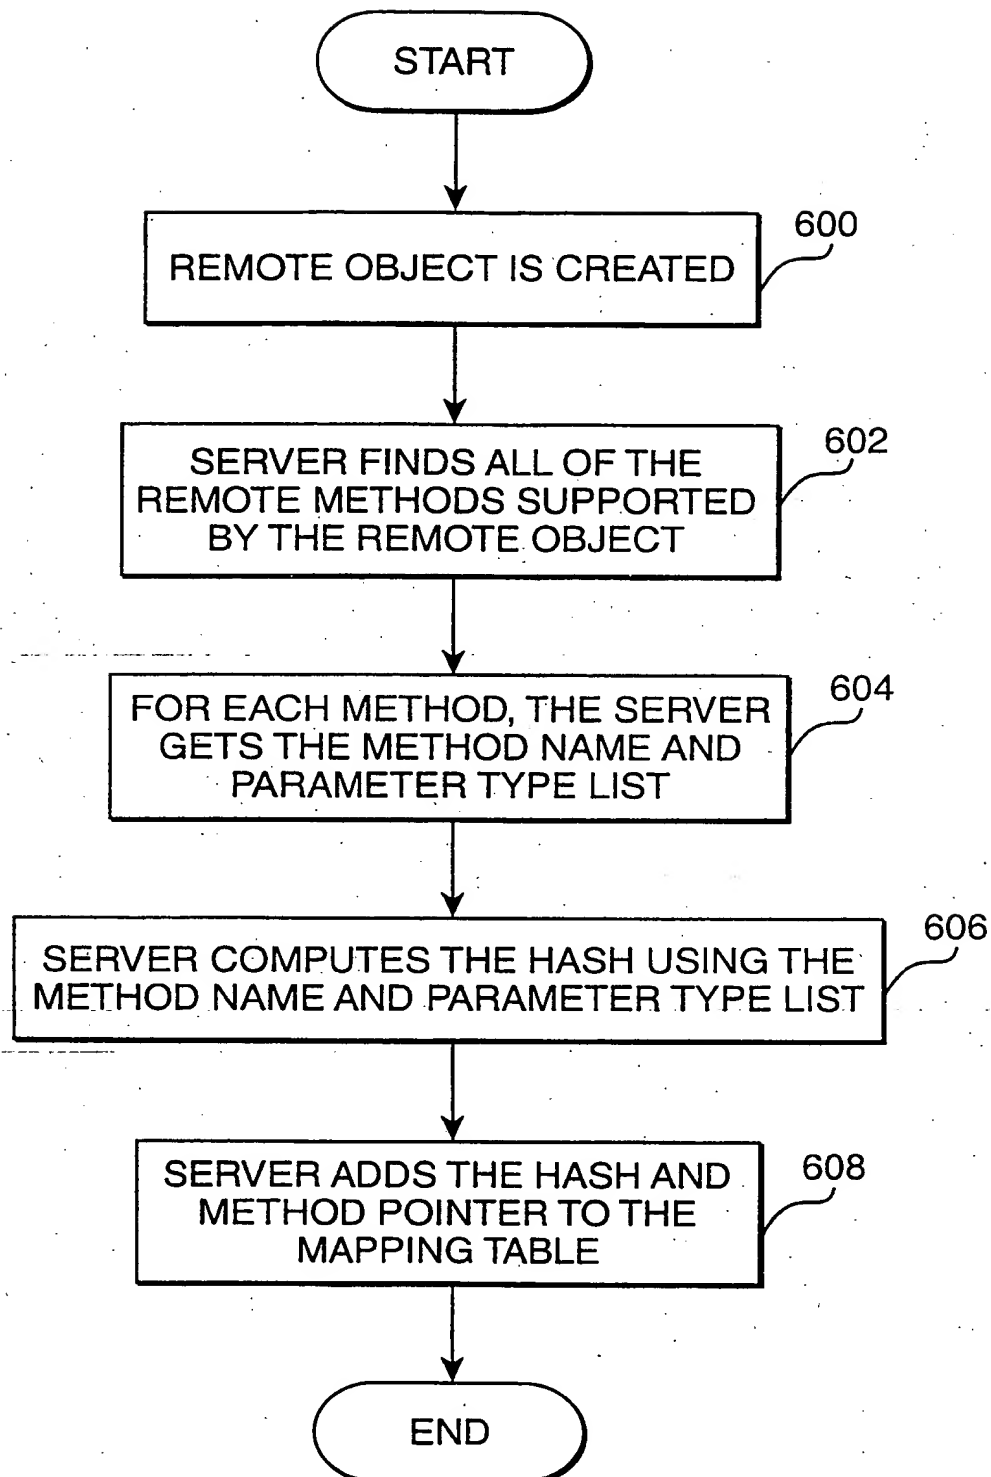 START
600
REMOTE OBJECT IS CREATED
602
SERVER FINDS ALL OF THE
REMOTE METHODS SUPPORTED
BY THE REMOTE OBJECT
604
FOR EACH METHOD, THE SERVER
GETS THE METHOD NAME AND
PARAMETER TYPE LIST
606
SERVER COMPUTES THE HASH USING THE
METHOD NAME AND PARAMETER TYPE LIST
608
SERVER ADDS THE HASH AND
METHOD POINTER TO THE
MAPPING TABLE
END